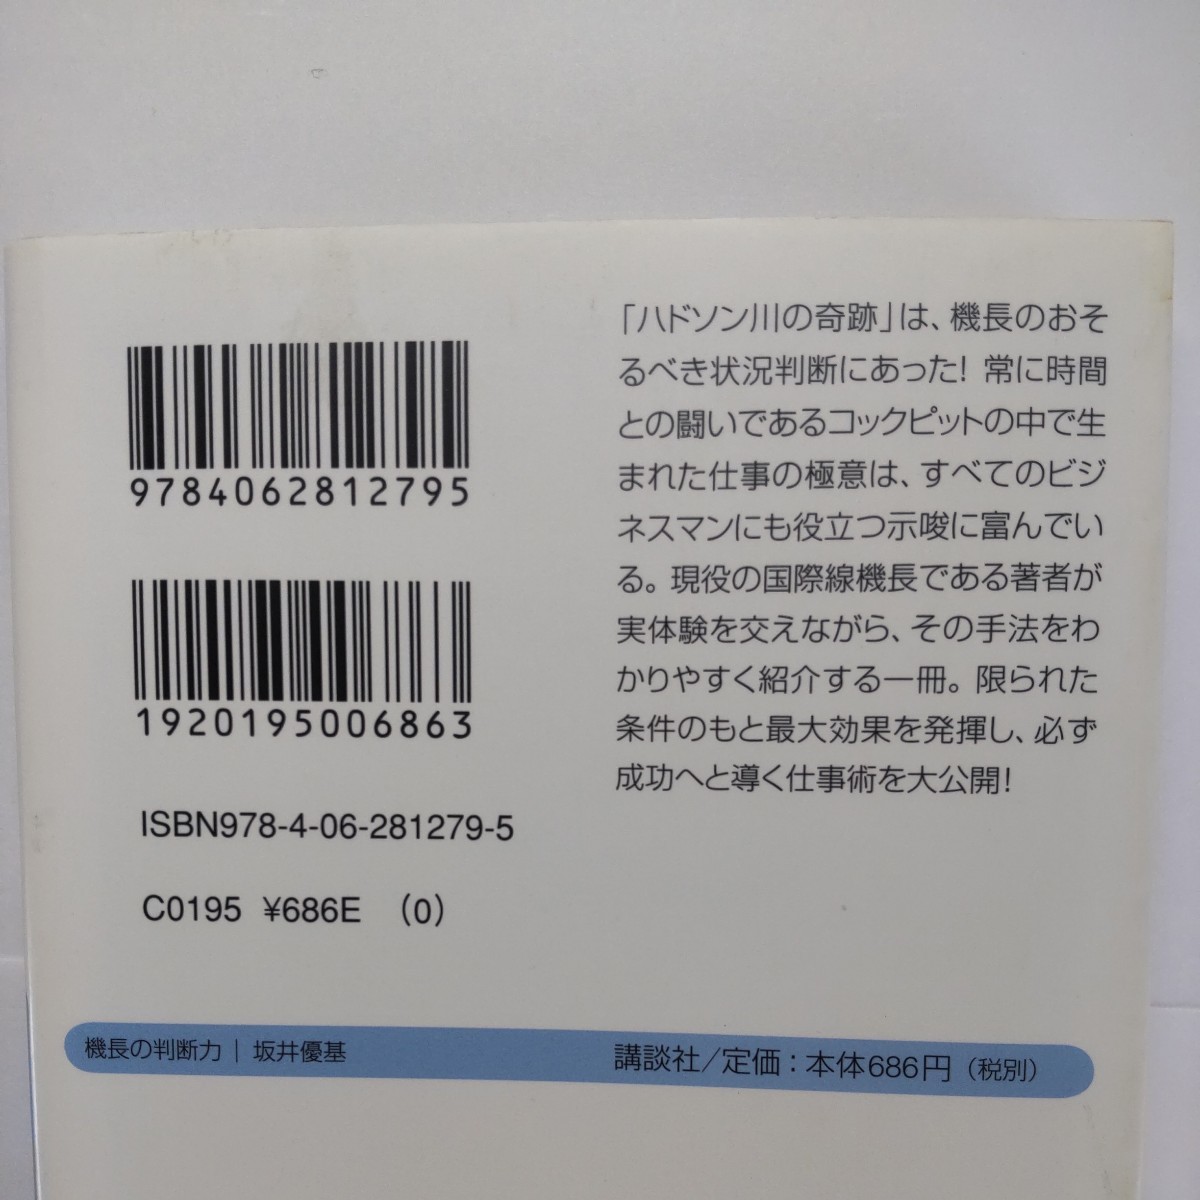 9784062812795
1920195006863
ISBN978-4-06-281279-5
C0195 ¥686E (0)
「ハドソン川の奇跡」は、機長のおそ
るべき状況判断にあった! 常に時間
との闘いであるコックピットの中で生
まれた仕事の極意は、すべてのビジ
ネスマンにも役立つ示唆に富んでい
る。現役の国際線機長である著者が
実体験を交えながら、その手法をわ
かりやすく紹介する一冊。限られた
条件のもと最大効果を発揮し、必ず
成功へと導く仕事術を大公開!
機長の判断力|坂井優基
講談社/定価:本体686円(税別)